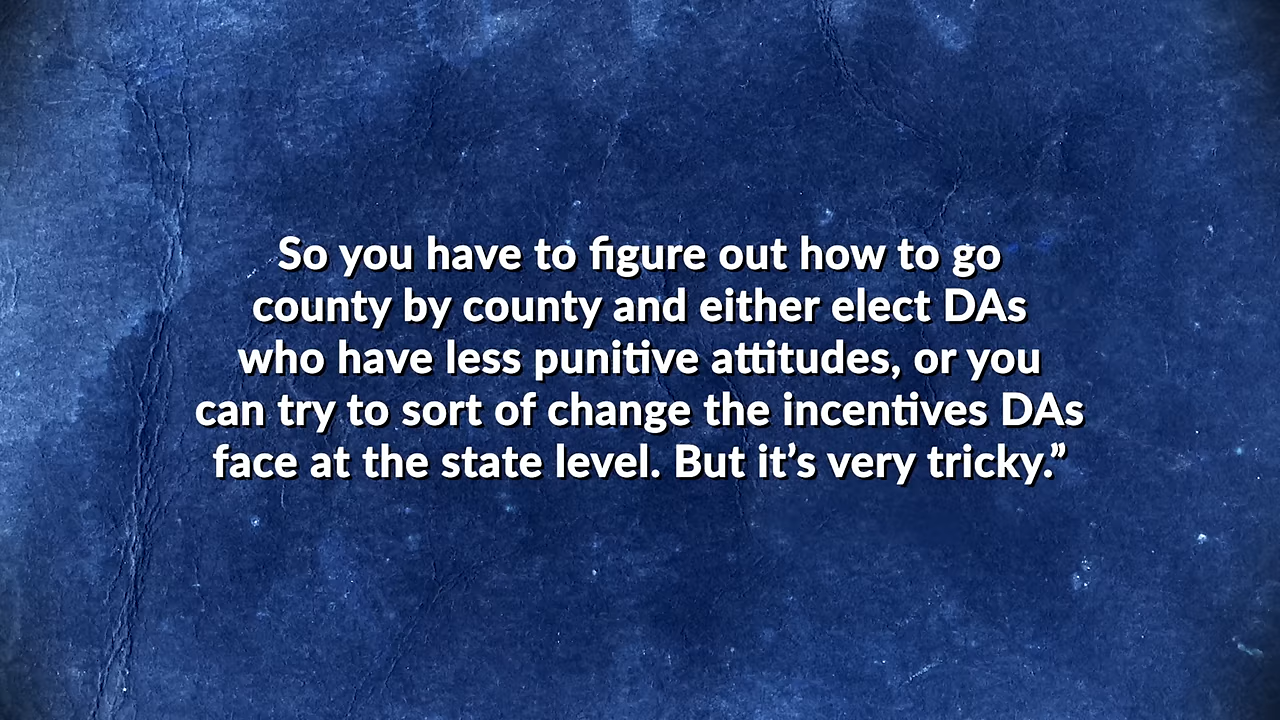 So you have to figure out how to go
county by county and either elect DAs
who have less punitive attitudes, or you
can try to sort of change the incentives DAs
face at the state level. But it’s very tricky.”